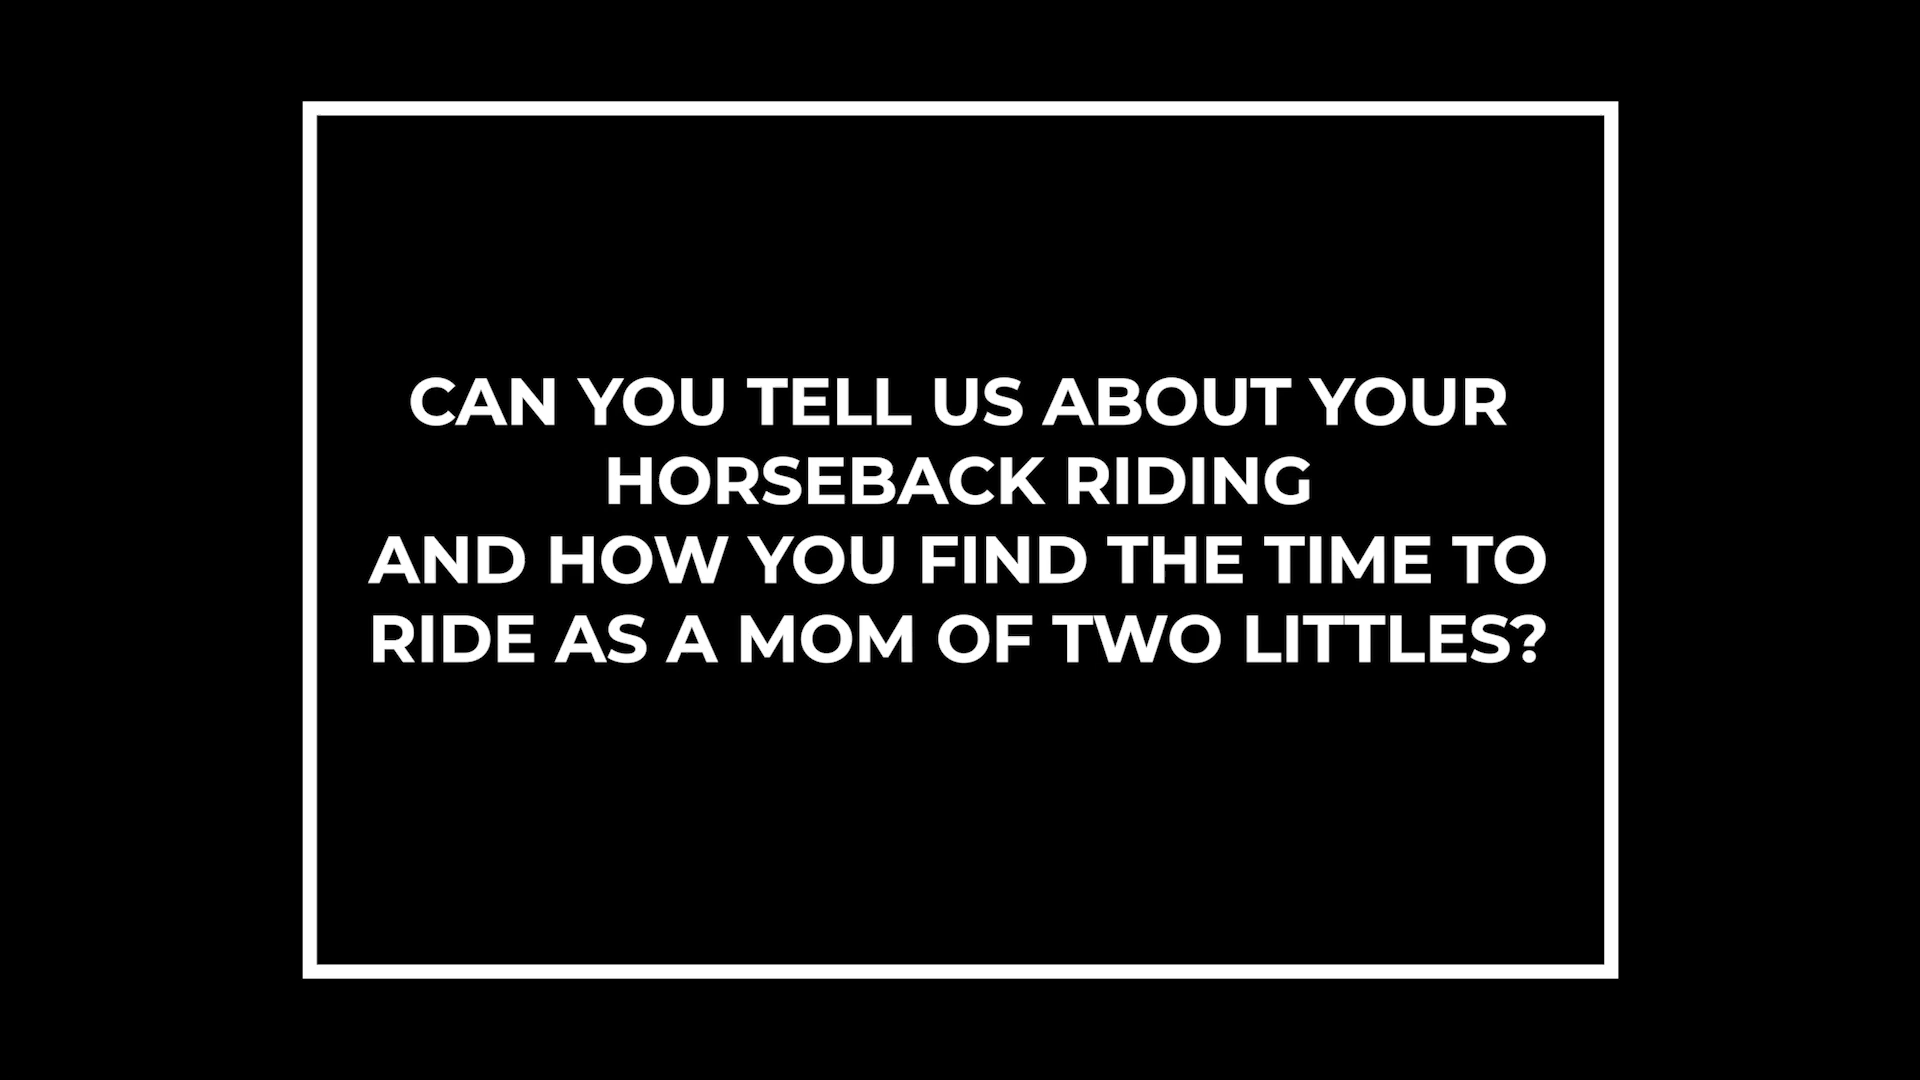 CAN YOU TELL US ABOUT YOUR
HORSEBACK RIDING
AND HOW YOU FIND THE TIME TO
RIDE AS A MOM OF TWO LITTLES?